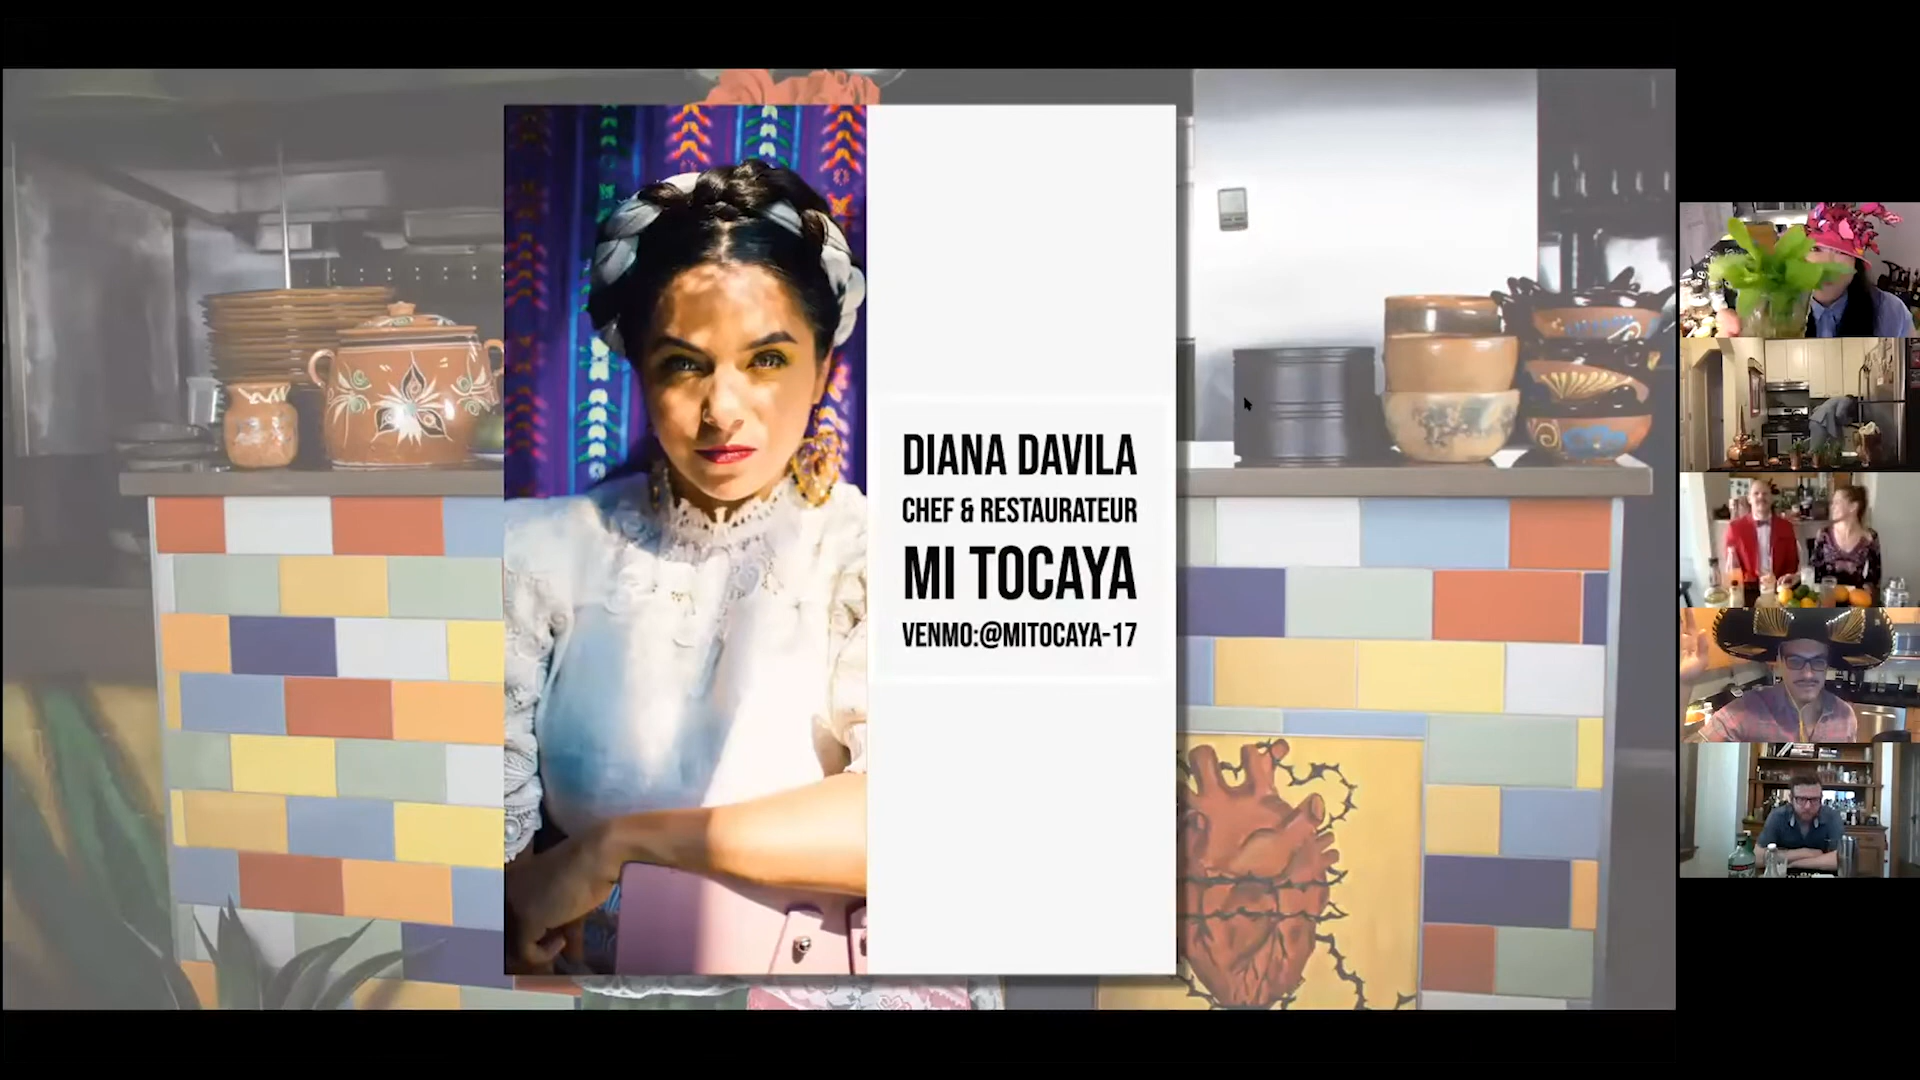 DIANA DAVILA
CHEF & RESTAURATEUR
MI TOCAYA
VENMO:@MITOCAYA-17